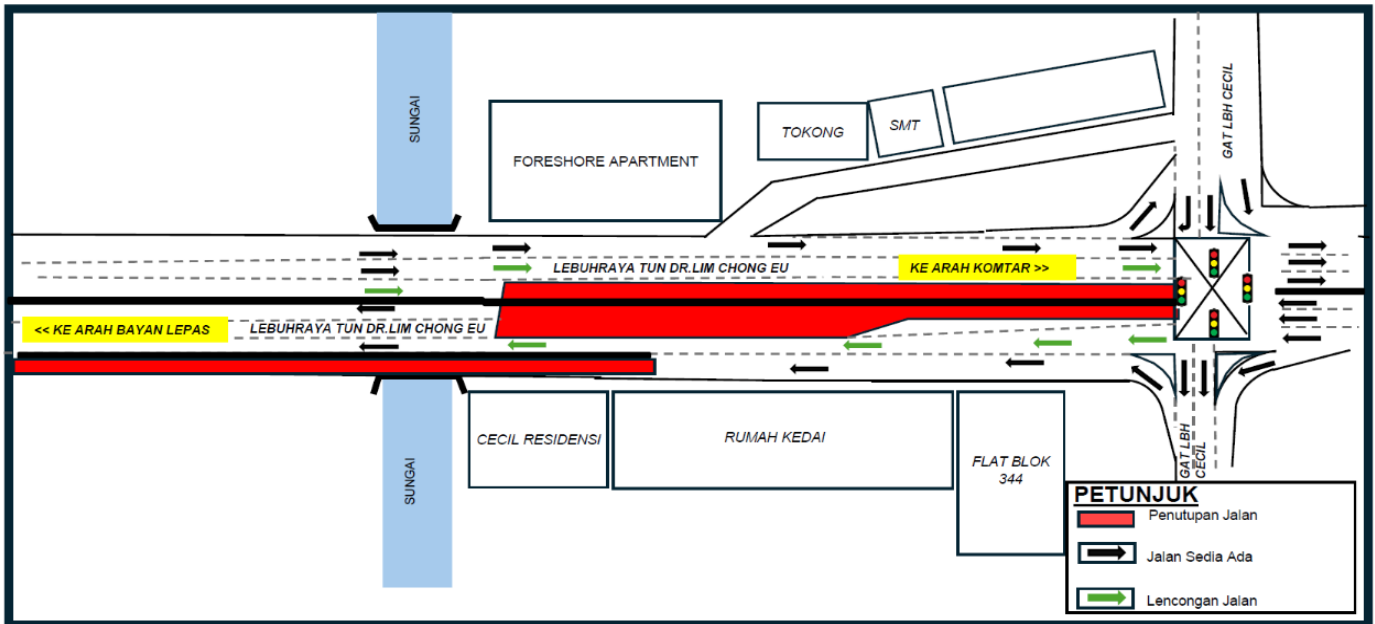 SUNGAI
FORESHORE APARTMENT
TOKONG
SMT
GAT LBH CECIL
LEBUHRAYA TUN DR.LIM CHONG EU
KE ARAH KOMTAR >>
<< KE ARAH BAYAN LEPAS
LEBUHRAYA TUN DR.LIM CHONG EU
SUNGAI
CECIL RESIDENSI
RUMAH KEDAI
FLAT BLOK
344
GAT LBH
CECIL
PETUNJUK
Penutupan Jalan
Jalan Sedia Ada
Lencongan Jalan